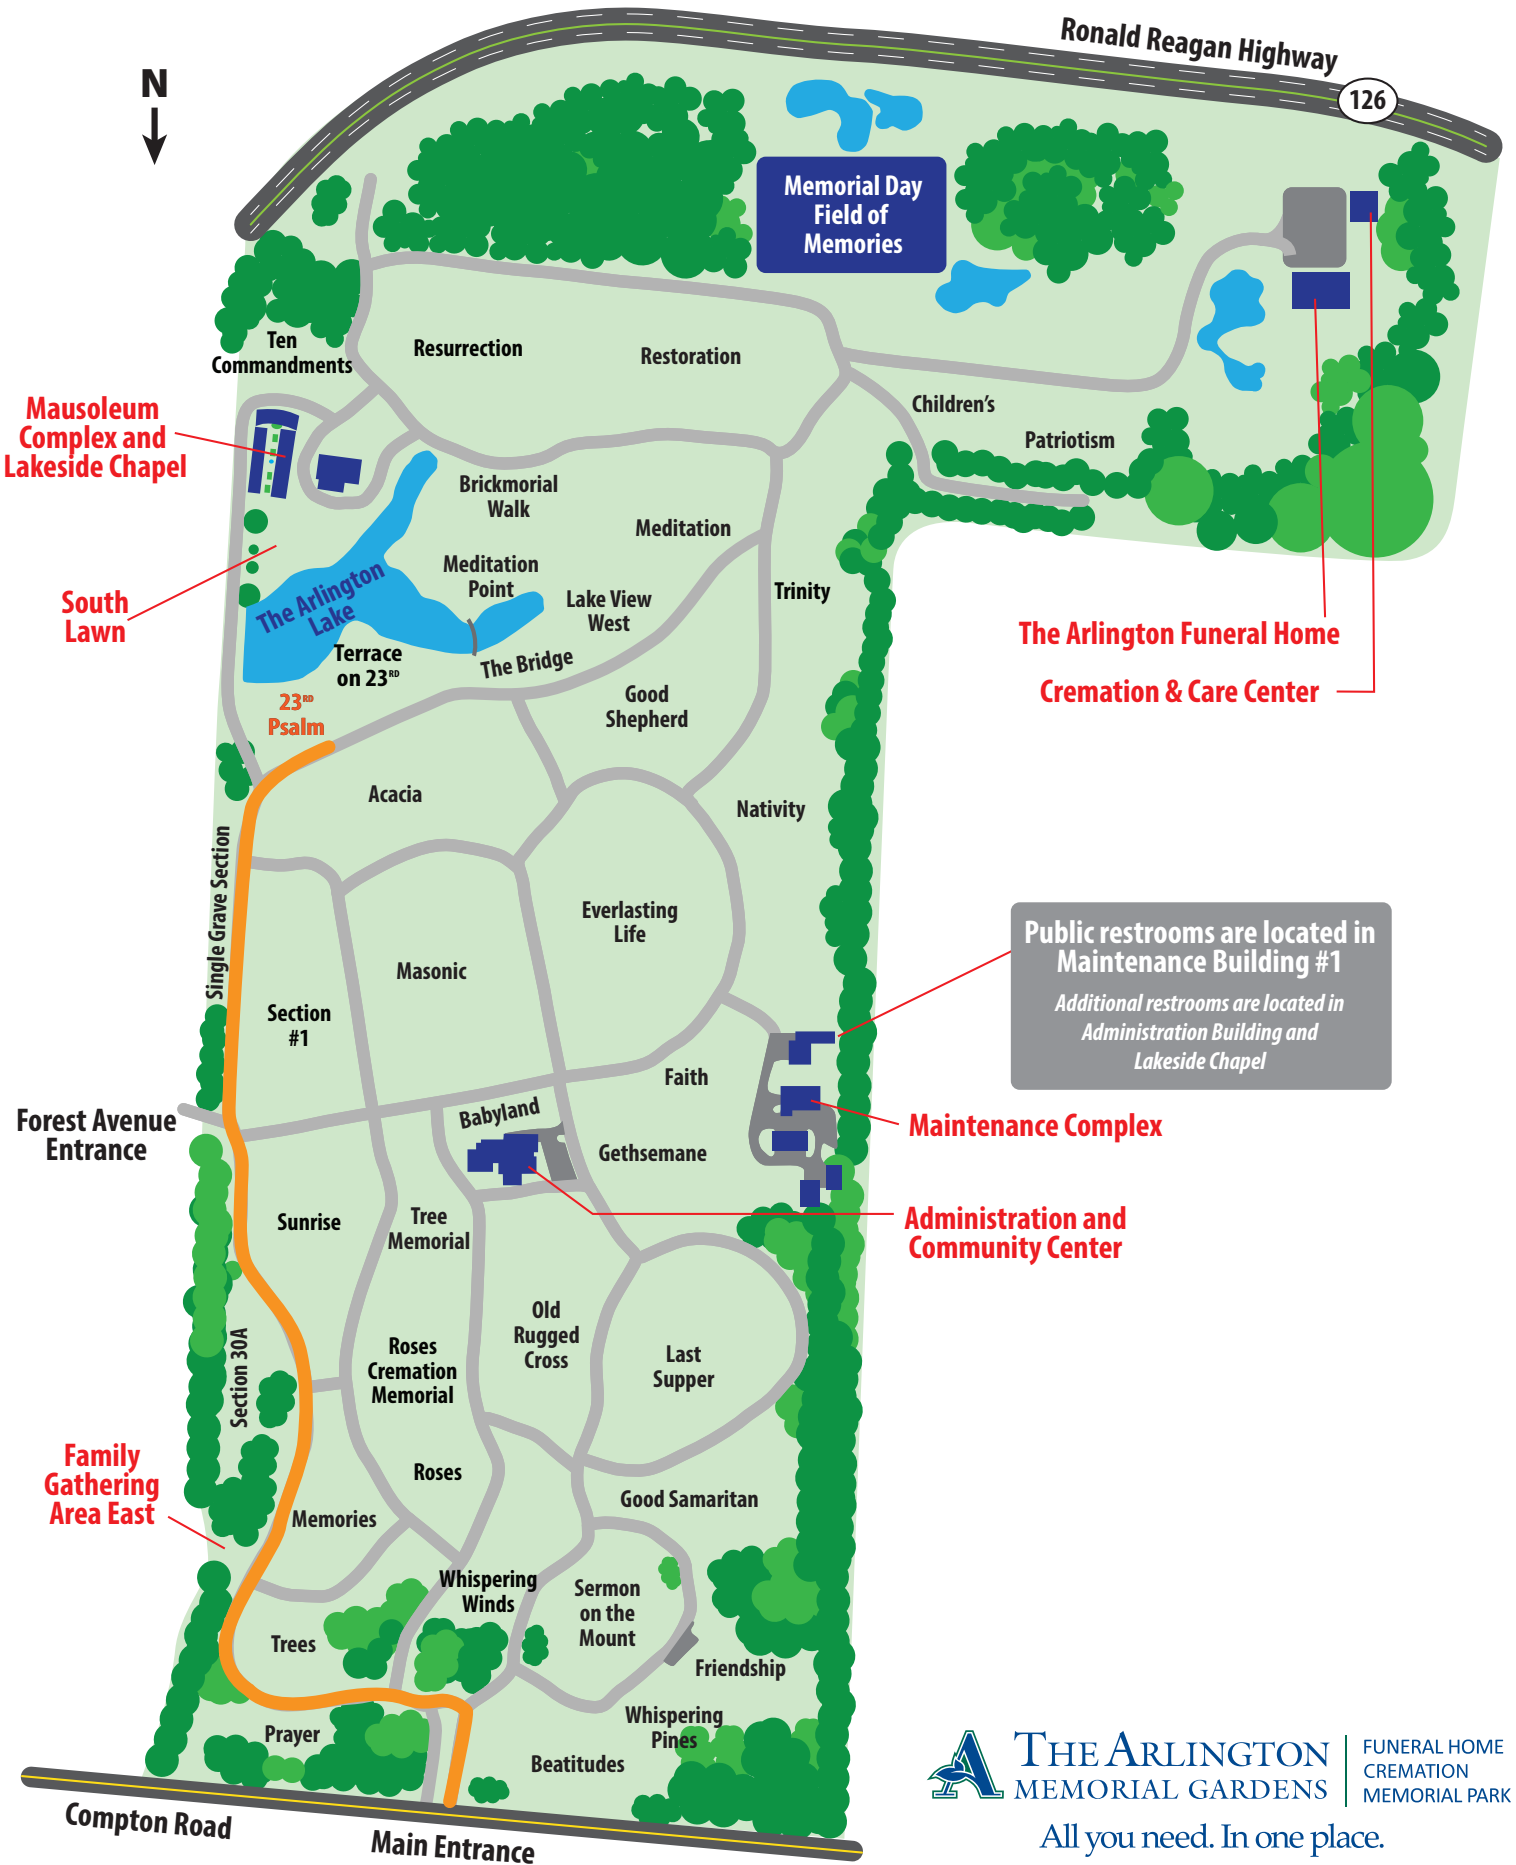 Ronald Reagan Highway
126
N
Memorial Day
Field of
Memories
Ten
Commandments
Resurrection
Restoration
Children's
Patriotism
Mausoleum
Complex and
Lakeside Chapel
Brickmorial
Walk
Meditation
Meditation
Point
Lake View
West
Trinity
South
Lawn
The Arlington
Lake
Terrace
on 23RD
The Bridge
The Arlington Funeral Home
Cremation & Care Center
23RD
Psalm
Good
Shepherd
Acacia
Nativity
Single Grave Section
Everlasting
Life
Masonic
Section
#1
Public restrooms are located in
Maintenance Building #1
Additional restrooms are located in
Administration Building and
Lakeside Chapel
Faith
Babyland
Forest Avenue
Entrance
Maintenance Complex
Gethsemane
Sunrise
Tree
Memorial
Administration and
Community Center
Old
Rugged
Cross
Section 30A
Roses
Cremation
Memorial
Last
Supper
Family
Gathering
Area East
Roses
Good Samaritan
Memories
Whispering
Winds
Sermon
on the
Mount
Trees
Friendship
Whispering
Pines
Prayer
Beatitudes
Compton Road
Main Entrance
A
THE ARLINGTON
MEMORIAL GARDENS
FUNERAL HOME
CREMATION
MEMORIAL PARK
All you need. In one place.